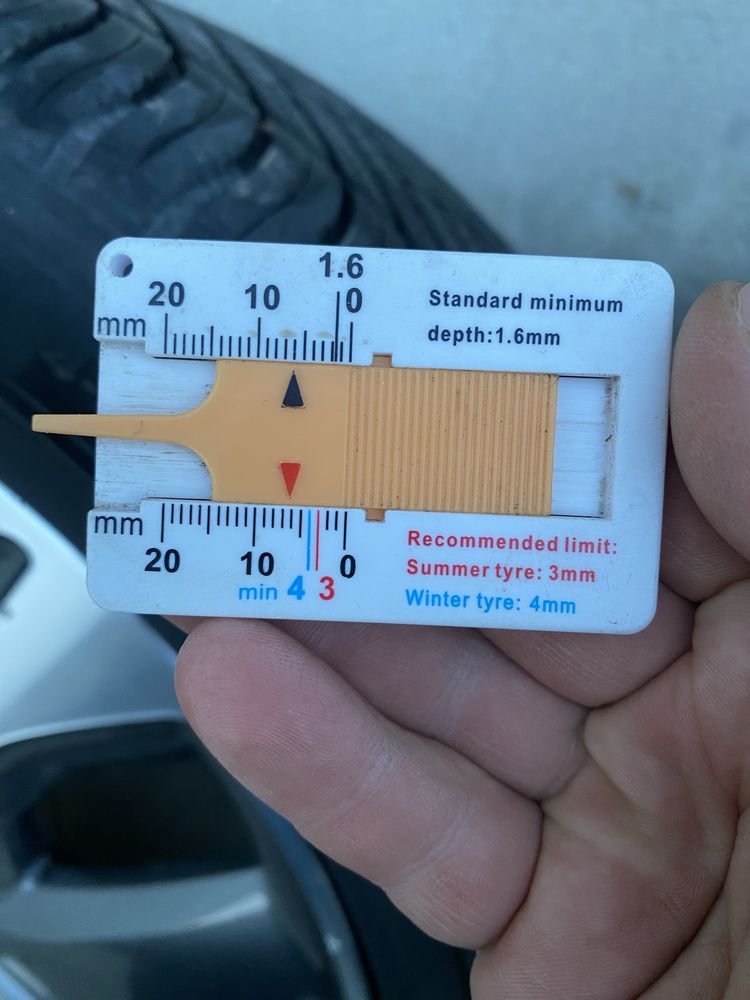 1.6
20 10 0
mm
Standard minimum
depth:1.6mm
mm
20 10 0
min 4 3
Recommended limit:
Summer tyre: 3mm
Winter tyre: 4mm